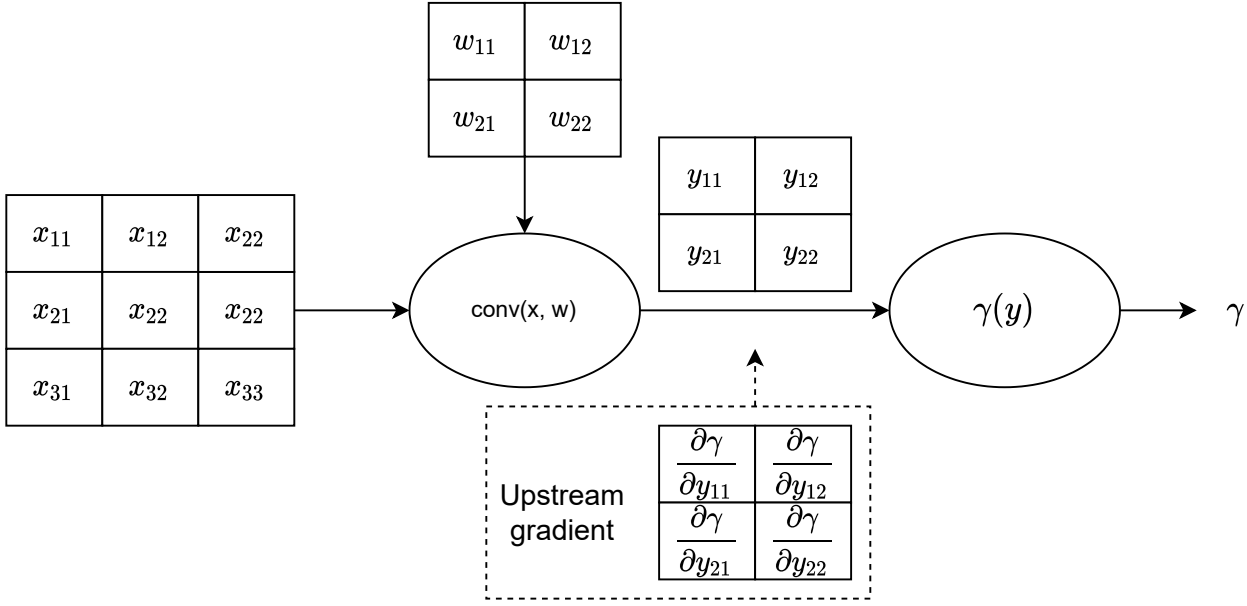 w₁₁ w₁₂
w₂₁ w₂₂
x₁₁ x₁₂ x₂₂
x₂₁ x₂₂ x₂₂
x₃₁ x₃₂ x₃₃
conv(x, w)
y₁₁ y₁₂
y₂₁ y₂₂
γ(y)
γ
Upstream
gradient
∂γ/∂y₁₁ ∂γ/∂y₁₂
∂γ/∂y₂₁ ∂γ/∂y₂₂